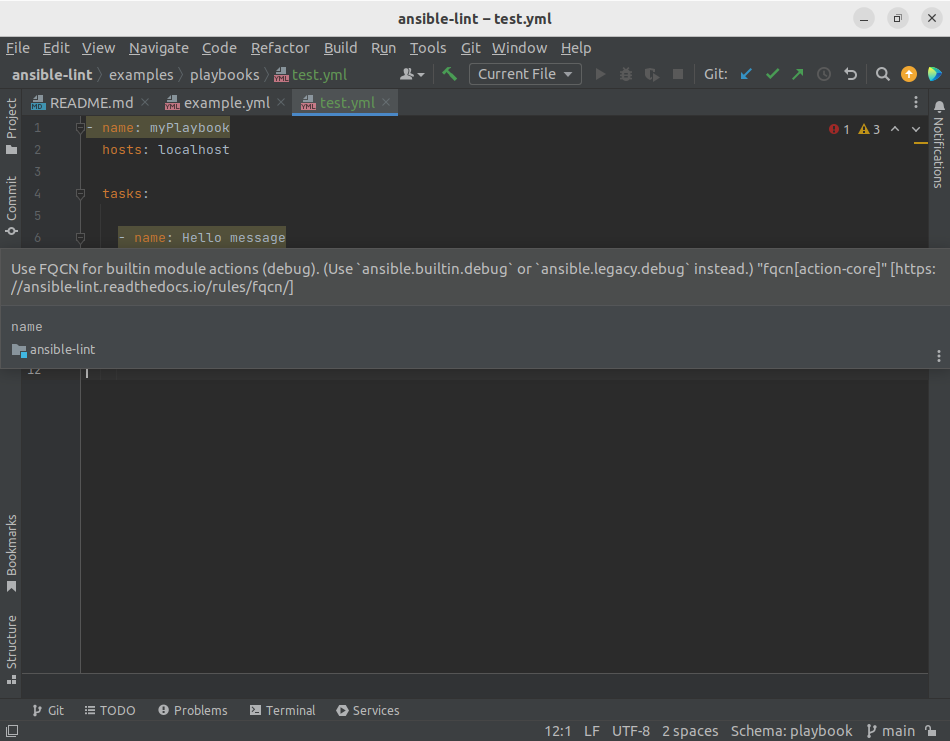 ansible-lint – test.yml
File Edit View Navigate Code Refactor Build Run Tools Git Window Help
ansible-lint examples playbooks test.yml Current File Git:
README.md example.yml test.yml
Project
Commit
Bookmarks
Structure
Notifications
1 - name: myPlaybook 1 3
2 hosts: localhost
3
4 tasks:
5
6 - name: Hello message
Use FQCN for builtin module actions (debug). (Use `ansible.builtin.debug` or `ansible.legacy.debug` instead.) "fqcn[action-core]" [https:
//ansible-lint.readthedocs.io/rules/fqcn/]
name
ansible-lint
12
Git TODO Problems Terminal Services
12:1 LF UTF-8 2 spaces Schema: playbook main